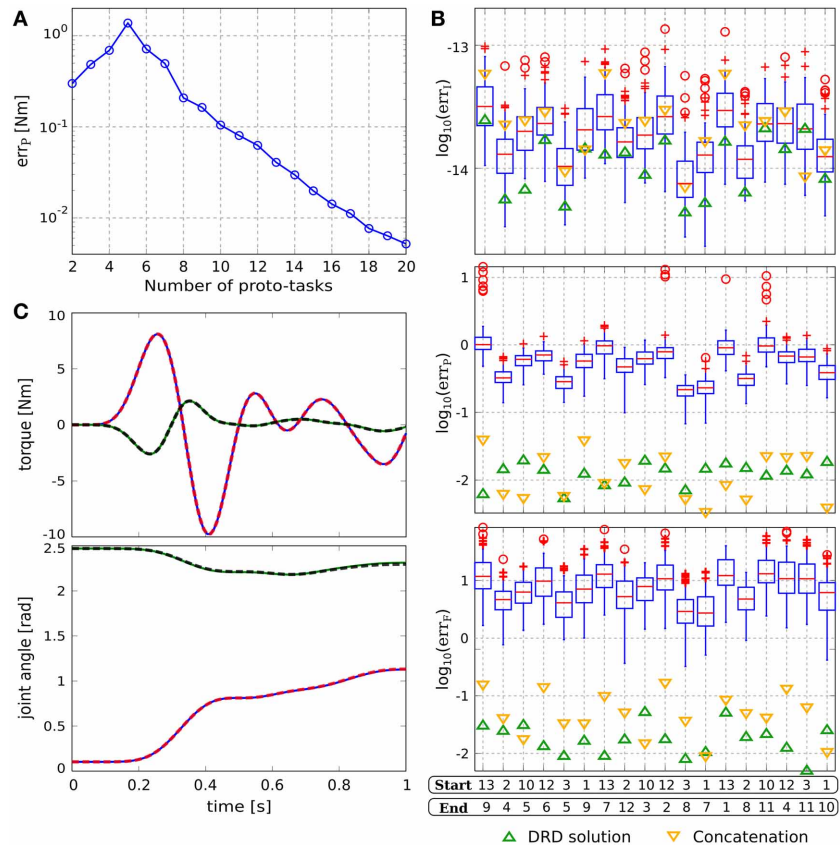 A
10⁰
10⁻¹
10⁻²
err_P [Nm]
2 4 6 8 10 12 14 16 18 20
Number of proto-tasks
B
-13
-14
log₁₀(err_I)
1
0
-1
-2
log₁₀(err_P)
1
0
-1
-2
log₁₀(err_F)
Start 13 2 10 12 3 1 13 2 10 12 3 1 13 2 10 12 3 1
End 9 4 5 6 5 9 7 12 3 2 8 7 1 8 11 4 11 10
DRD solution Concatenation
C
10
5
0
-5
-10
torque [Nm]
2.5
2
1.5
1
0.5
0
joint angle [rad]
0 0.2 0.4 0.6 0.8 1
time [s]